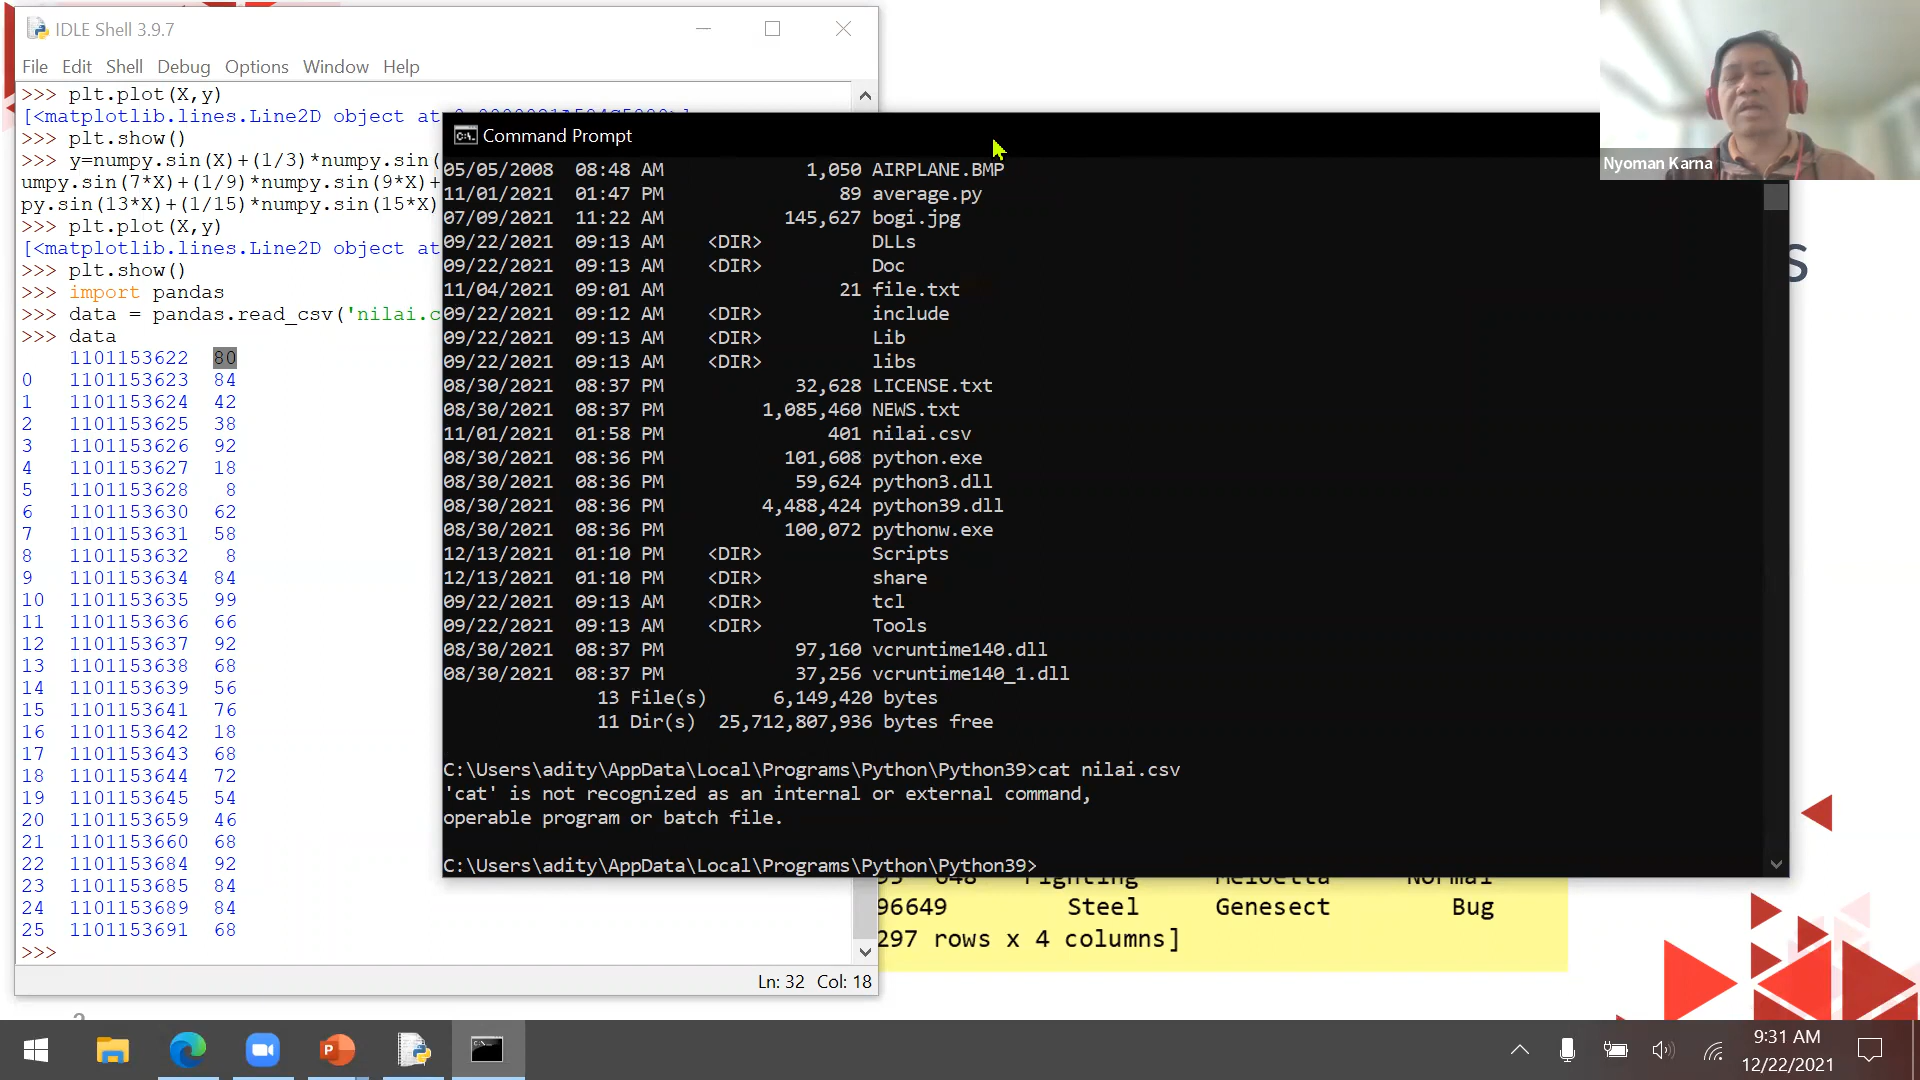 IDLE Shell 3.9.7
File Edit Shell Debug Options Window Help
>>> plt.plot(X,y)
[<matplotlib.lines.Line2D object at
>>> plt.show()
>>> y=numpy.sin(X)+(1/3)*numpy.sin(
umpy.sin(7*X)+(1/9)*numpy.sin(9*X)+
py.sin(13*X)+(1/15)*numpy.sin(15*X)
>>> plt.plot(X,y)
[<matplotlib.lines.Line2D object at
>>> plt.show()
>>> import pandas
>>> data = pandas.read_csv('nilai.c
>>> data
1101153622 80
0 1101153623 84
1 1101153624 42
2 1101153625 38
3 1101153626 92
4 1101153627 18
5 1101153628 8
6 1101153630 62
7 1101153631 58
8 1101153632 8
9 1101153634 84
10 1101153635 99
11 1101153636 66
12 1101153637 92
13 1101153638 68
14 1101153639 56
15 1101153641 76
16 1101153642 18
17 1101153643 68
18 1101153644 72
19 1101153645 54
20 1101153659 46
21 1101153660 68
22 1101153684 92
23 1101153685 84
24 1101153689 84
25 1101153691 68
>>>
Ln: 32 Col: 18
Command Prompt
05/05/2008 08:48 AM 1,050 AIRPLANE.BMP
11/01/2021 01:47 PM 89 average.py
07/09/2021 11:22 AM 145,627 bogi.jpg
09/22/2021 09:13 AM <DIR> DLLs
09/22/2021 09:13 AM <DIR> Doc
11/04/2021 09:01 AM 21 file.txt
09/22/2021 09:12 AM <DIR> include
09/22/2021 09:13 AM <DIR> Lib
09/22/2021 09:13 AM <DIR> libs
08/30/2021 08:37 PM 32,628 LICENSE.txt
08/30/2021 08:37 PM 1,085,460 NEWS.txt
11/01/2021 01:58 PM 401 nilai.csv
08/30/2021 08:36 PM 101,608 python.exe
08/30/2021 08:36 PM 59,624 python3.dll
08/30/2021 08:36 PM 4,488,424 python39.dll
08/30/2021 08:36 PM 100,072 pythonw.exe
12/13/2021 01:10 PM <DIR> Scripts
12/13/2021 01:10 PM <DIR> share
09/22/2021 09:13 AM <DIR> tcl
09/22/2021 09:13 AM <DIR> Tools
08/30/2021 08:37 PM 97,160 vcruntime140.dll
08/30/2021 08:37 PM 37,256 vcruntime140_1.dll
13 File(s) 6,149,420 bytes
11 Dir(s) 25,712,807,936 bytes free
C:\Users\adity\AppData\Local\Programs\Python\Python39>cat nilai.csv
'cat' is not recognized as an internal or external command,
operable program or batch file.
C:\Users\adity\AppData\Local\Programs\Python\Python39>
Nyoman Karna
s
Fighting Meloetta Normal
96649 Steel Genesect Bug
297 rows x 4 columns]
9:31 AM
12/22/2021